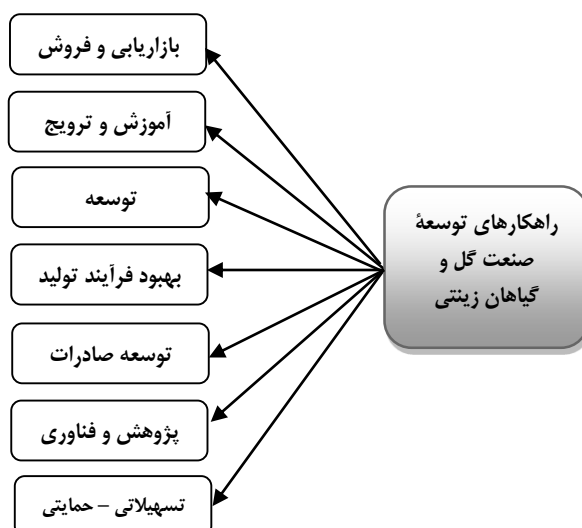 راهکارهای توسعهٔ
صنعت گل و
گیاهان زینتی
بازاریابی و فروش
آموزش و ترویج
توسعه
بهبود فرآیند تولید
توسعه صادرات
پژوهش و فناوری
تسهیلاتی – حمایتی